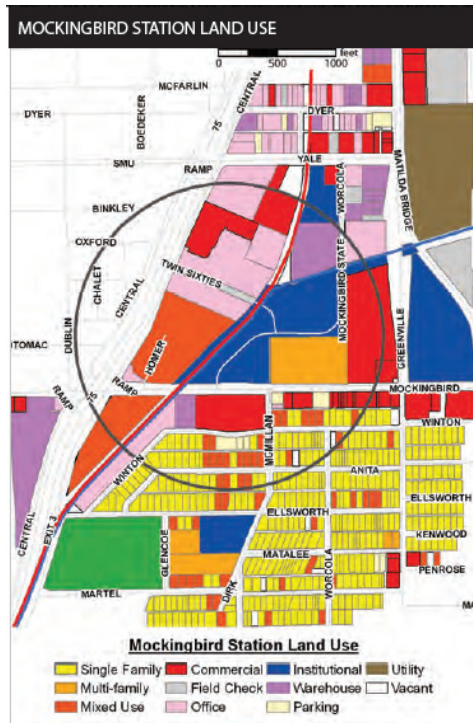 MOCKINGBIRD STATION LAND USE
0 500 1000
feet
MCFARLIN
CENTRAL
DYER
DYER
BOEDEKER
75
SMU
YALE
RAMP
WORCOLA
MATILDA BRIDGE
BINKLEY
OXFORD
TWIN SIXTIES
CHALET
CENTRAL
MOCKINGBIRD STATE
DUBLIN
GREENVILLE
TOMAC
HOMER
RAMP
RAMP
75
MOCKINGBIRD
WINTON
WINTON
MCMILLAN
ANITA
CENTRAL
EXIT 3
ELLSWORTH
ELLSWORTH
GLENCOE
KENWOOD
MATALEE
WORCOLA
PENROSE
MARTEL
DIRK
MA
Mockingbird Station Land Use
Single Family Commercial Institutional Utility
Multi-family Field Check Warehouse Vacant
Mixed Use Office Parking